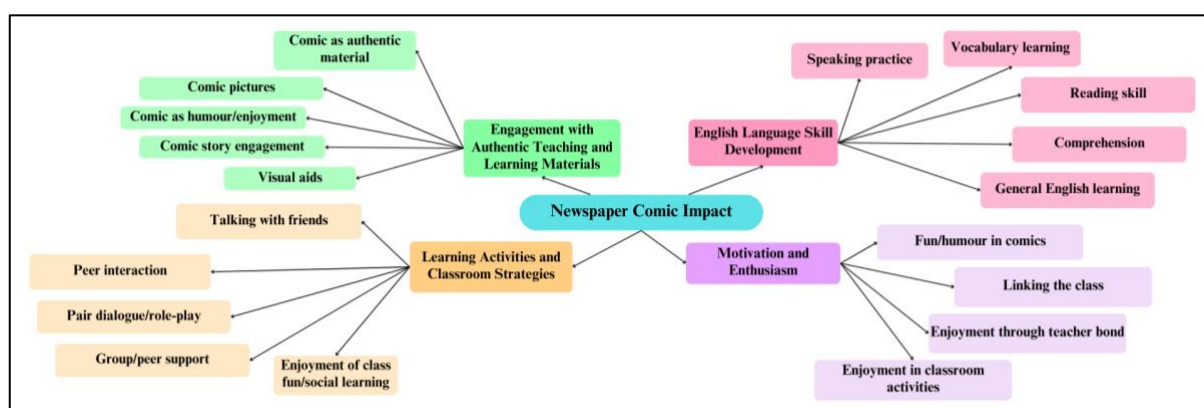 Comic as authentic
material
Comic pictures
Comic as humour/enjoyment
Comic story engagement
Visual aids
Engagement with
Authentic Teaching and
Learning Materials
Speaking practice
Vocabulary learning
Reading skill
Comprehension
General English learning
English Language Skill
Development
Newspaper Comic Impact
Talking with friends
Peer interaction
Pair dialogue/role-play
Group/peer support
Enjoyment of class
fun/social learning
Learning Activities and
Classroom Strategies
Motivation and
Enthusiasm
Fun/humour in comics
Linking the class
Enjoyment through teacher bond
Enjoyment in classroom
activities